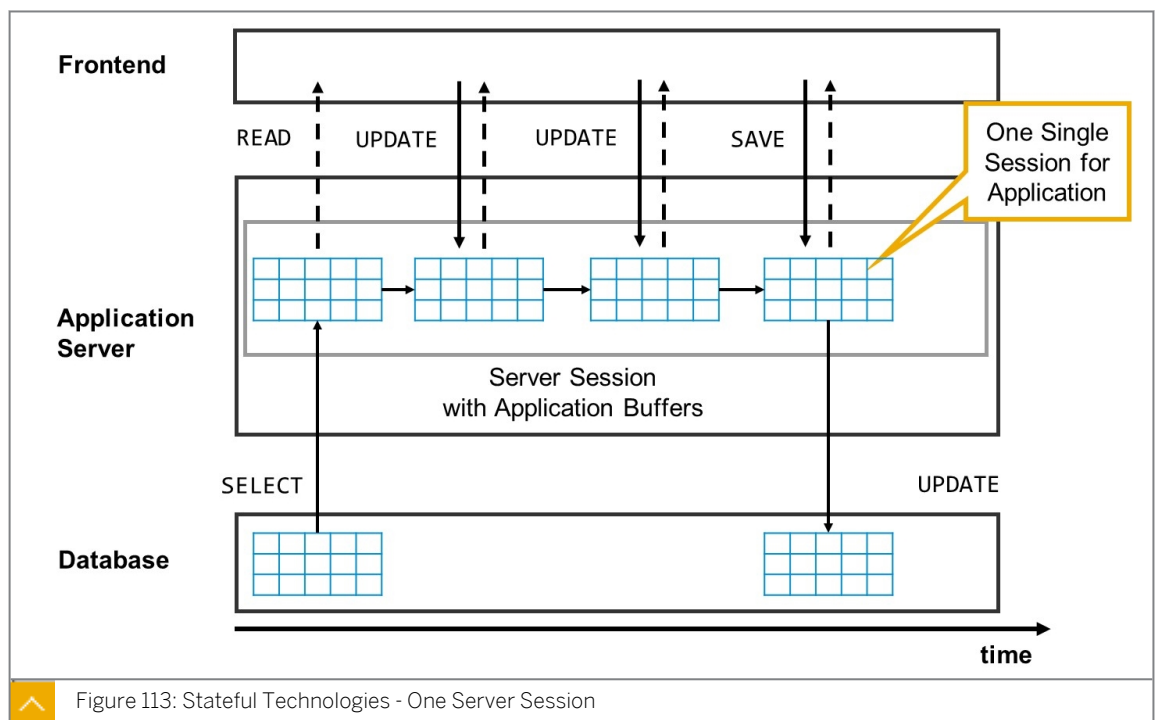 Frontend
READ
UPDATE
UPDATE
SAVE
One Single
Session for
Application
Application
Server
Server Session
with Application Buffers
SELECT
UPDATE
Database
time
Figure 113: Stateful Technologies - One Server Session